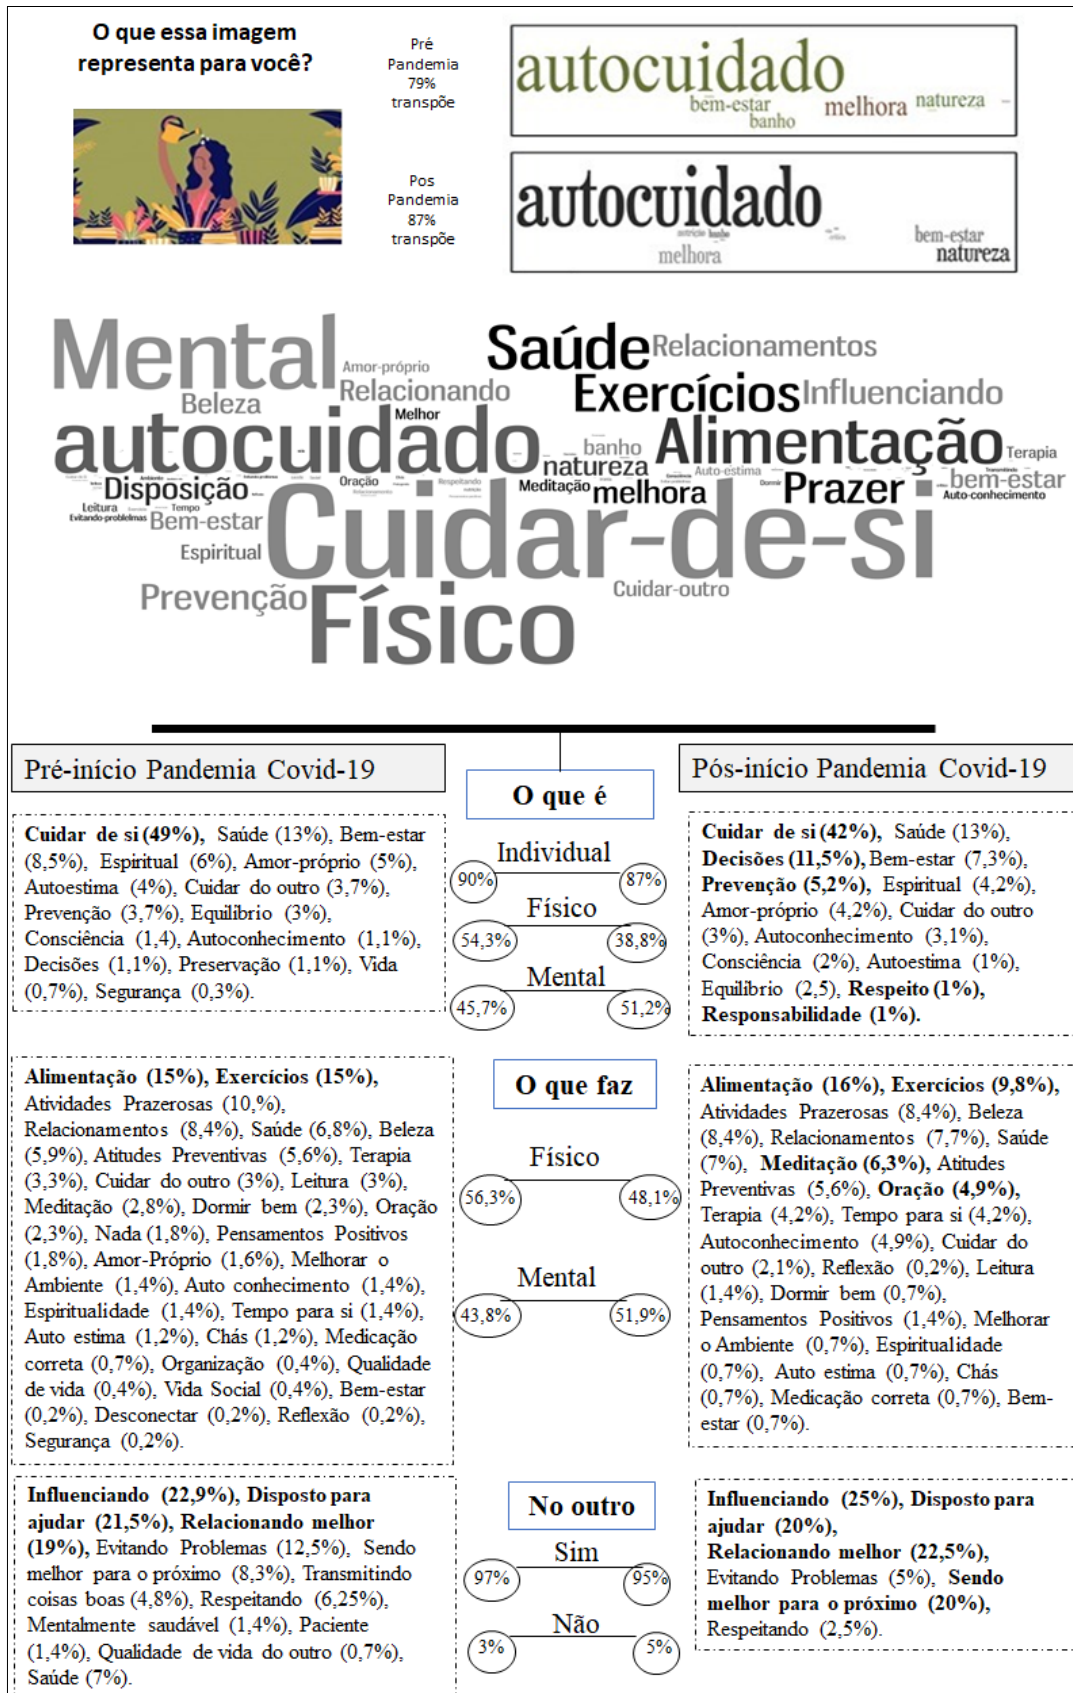 O que essa imagem
representa para você?
Pré
Pandemia
79%
transpõe
Pos
Pandemia
87%
transpõe
autocuidado
bem-estar
banho
melhora
natureza
autocuidado
nutrição banho
melhora
bem-estar
natureza
Mental
Saúde
Relacionamentos
Amor-próprio
Relacionando
Exercícios
Influenciando
Beleza
Melhor
autocuidado
banho
natureza
Alimentação
Terapia
Disposição
Oração
Respeitando
Relacionamento
Meditação
melhora
Auto-estima
Dormir
Prazer
Transmitindo
bem-estar
Auto-conhecimento
Leitura
Tempo
Evitando-problelmas
Bem-estar
Cuidar-de-si
Espiritual
Prevenção
Físico
Cuidar-outro
Pré-início Pandemia Covid-19
Pós-início Pandemia Covid-19
O que é
Cuidar de si (49%), Saúde (13%), Bem-estar
(8,5%), Espiritual (6%), Amor-próprio (5%),
Autoestima (4%), Cuidar do outro (3,7%),
Prevenção (3,7%), Equilíbrio (3%),
Consciência (1,4), Autoconhecimento (1,1%),
Decisões (1,1%), Preservação (1,1%), Vida
(0,7%), Segurança (0,3%).
Individual
90%
87%
Físico
54,3%
38,8%
Mental
45,7%
51,2%
Cuidar de si (42%), Saúde (13%),
Decisões (11,5%), Bem-estar (7,3%),
Prevenção (5,2%), Espiritual (4,2%),
Amor-próprio (4,2%), Cuidar do outro
(3%), Autoconhecimento (3,1%),
Consciência (2%), Autoestima (1%),
Equilíbrio (2,5), Respeito (1%),
Responsabilidade (1%).
O que faz
Alimentação (15%), Exercícios (15%),
Atividades Prazerosas (10,%),
Relacionamentos (8,4%), Saúde (6,8%), Beleza
(5,9%), Atitudes Preventivas (5,6%), Terapia
(3,3%), Cuidar do outro (3%), Leitura (3%),
Meditação (2,8%), Dormir bem (2,3%), Oração
(2,3%), Nada (1,8%), Pensamentos Positivos
(1,8%), Amor-Próprio (1,6%), Melhorar o
Ambiente (1,4%), Auto conhecimento (1,4%),
Espiritualidade (1,4%), Tempo para si (1,4%),
Auto estima (1,2%), Chás (1,2%), Medicação
correta (0,7%), Organização (0,4%), Qualidade
de vida (0,4%), Vida Social (0,4%), Bem-estar
(0,2%), Desconectar (0,2%), Reflexão (0,2%),
Segurança (0,2%).
Físico
56,3%
48,1%
Mental
43,8%
51,9%
Alimentação (16%), Exercícios (9,8%),
Atividades Prazerosas (8,4%), Beleza
(8,4%), Relacionamentos (7,7%), Saúde
(7%), Meditação (6,3%), Atitudes
Preventivas (5,6%), Oração (4,9%),
Terapia (4,2%), Tempo para si (4,2%),
Autoconhecimento (4,9%), Cuidar do
outro (2,1%), Reflexão (0,2%), Leitura
(1,4%), Dormir bem (0,7%),
Pensamentos Positivos (1,4%), Melhorar
o Ambiente (0,7%), Espiritualidade
(0,7%), Auto estima (0,7%), Chás
(0,7%), Medicação correta (0,7%), Bem-
estar (0,7%).
No outro
Influenciando (22,9%), Disposto para
ajudar (21,5%), Relacionando melhor
(19%), Evitando Problemas (12,5%), Sendo
melhor para o próximo (8,3%), Transmitindo
coisas boas (4,8%), Respeitando (6,25%),
Mentalmente saudável (1,4%), Paciente
(1,4%), Qualidade de vida do outro (0,7%),
Saúde (7%).
Sim
97%
95%
Não
3%
5%
Influenciando (25%), Disposto para
ajudar (20%),
Relacionando melhor (22,5%),
Evitando Problemas (5%), Sendo
melhor para o próximo (20%),
Respeitando (2,5%).